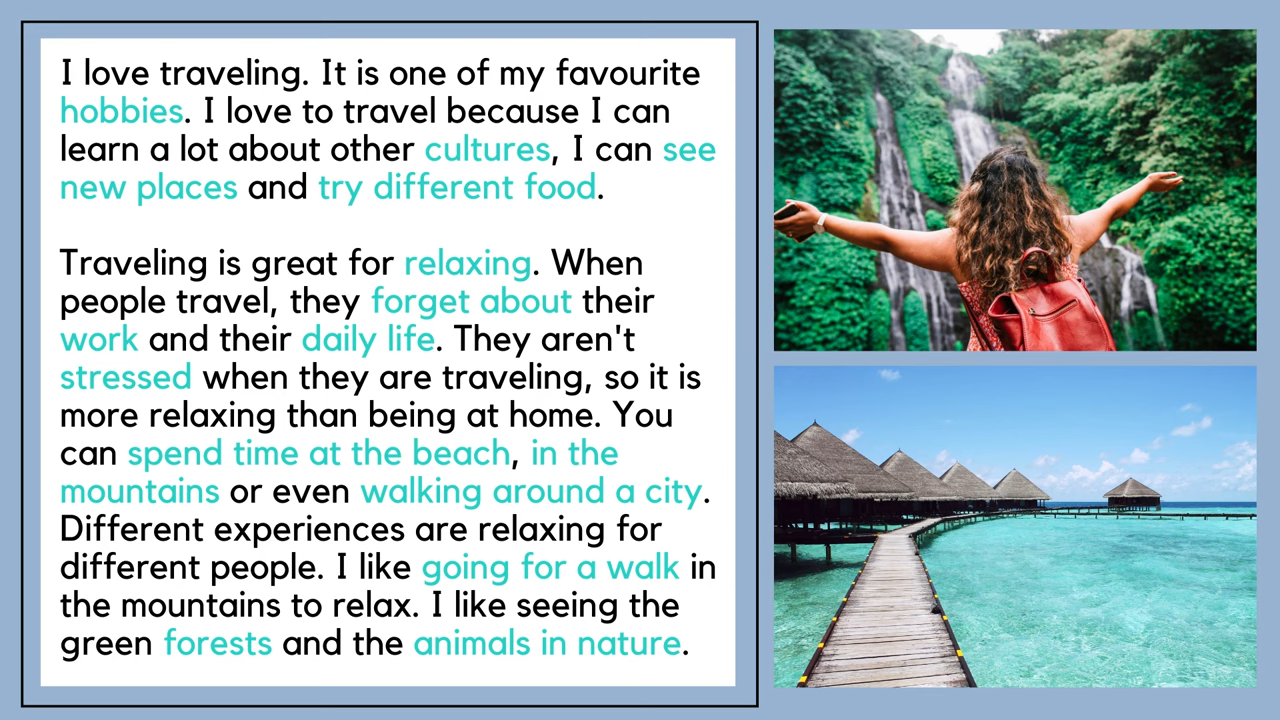 I love traveling. It is one of my favourite
hobbies. I love to travel because I can
learn a lot about other cultures, I can see
new places and try different food.
Traveling is great for relaxing. When
people travel, they forget about their
work and their daily life. They aren't
stressed when they are traveling, so it is
more relaxing than being at home. You
can spend time at the beach, in the
mountains or even walking around a city.
Different experiences are relaxing for
different people. I like going for a walk in
the mountains to relax. I like seeing the
green forests and the animals in nature.